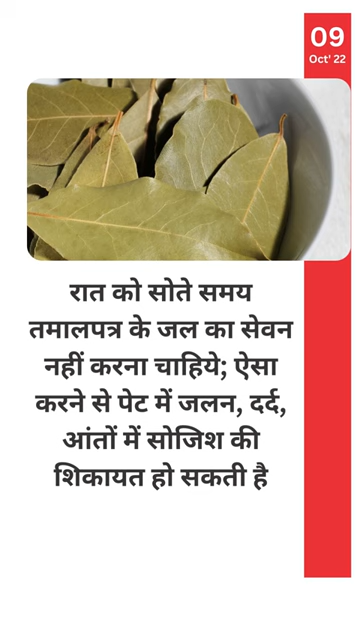 09
Oct' 22
रात को सोते समय
तमालपत्र के जल का सेवन
नहीं करना चाहिये; ऐसा
करने से पेट में जलन, दर्द,
आंतों में सोजिश की
शिकायत हो सकती है